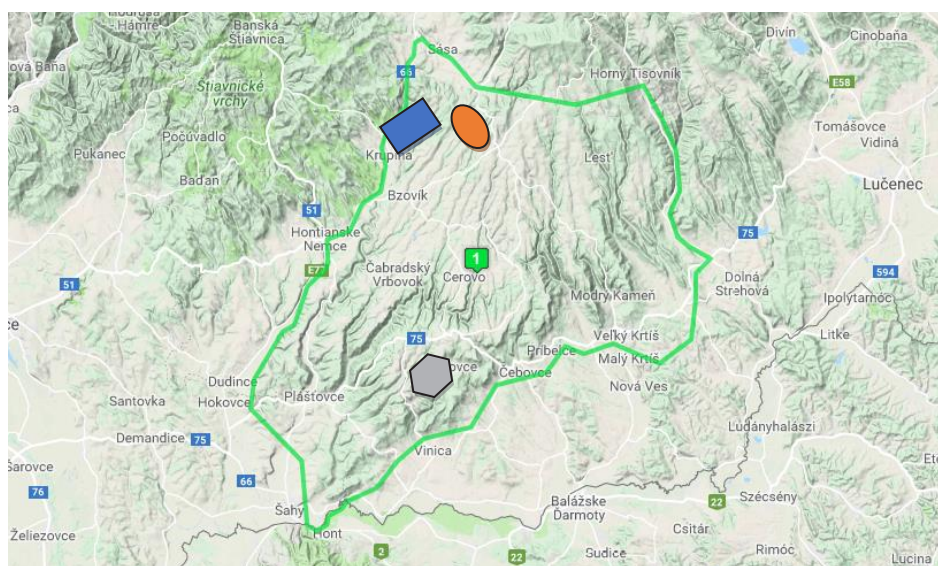 Banská
Štiavnica
Hámre
Divín
Cinobaňa
Sása
ová Baňa
66
Horný Tisovník
E58
Štiavnické
vrchy
ca
Počúvadlo
Tomášovce
Vidiná
Pukanec
Krupina
Lešť
Baďan
Lučenec
Bzovík
51
75
Hontianske
Nemce
1
594
Čabradský
Vrbovok
Cerovo
E77
Dolná
Strehová
51
Modrý Kameň
Ipolytarnóc
ce
75
Veľký Krtíš
Litke
Príbelce
Malý Krtíš
ovce
Čebovce
Dudince
Nová Ves
Hokovce
Plášťovce
Santovka
Ludányhalászi
Demandice
75
Vinica
Šarovce
66
76
Szécsény
Balážske
Ďarmoty
22
Šahy
Želiezovce
Hont
Csitár
2
22
Sudice
Rimóc
Lucina